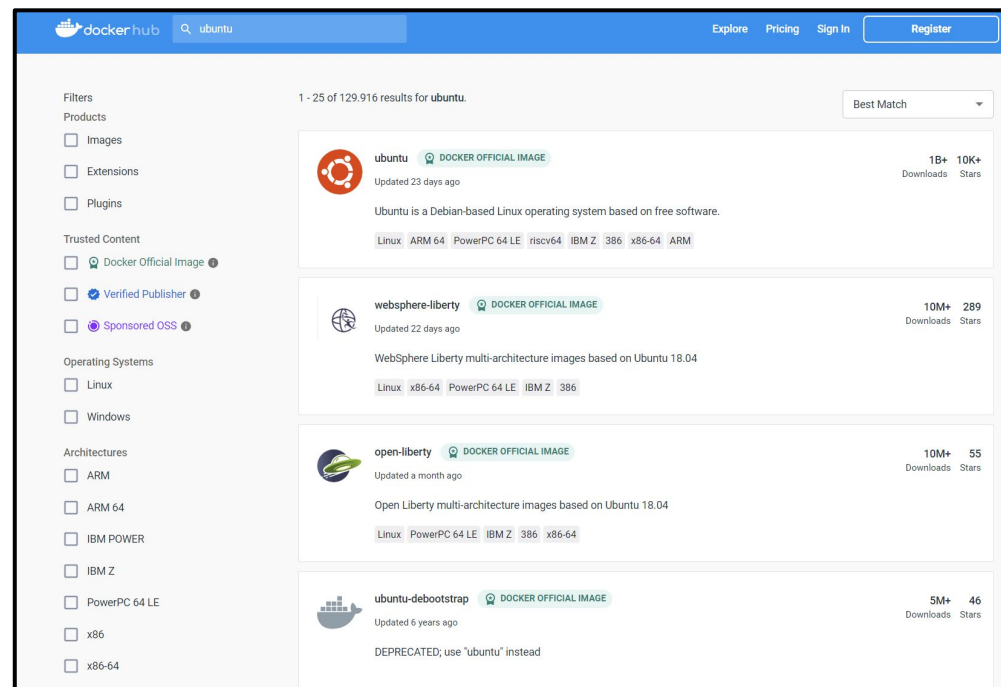 dockerhub ubuntu Explore Pricing Sign In Register
Filters
Products
Images
Extensions
Plugins
Trusted Content
Docker Official Image
Verified Publisher
Sponsored OSS
Operating Systems
Linux
Windows
Architectures
ARM
ARM 64
IBM POWER
IBM Z
PowerPC 64 LE
x86
x86-64
1 - 25 of 129.916 results for ubuntu.
Best Match
ubuntu DOCKER OFFICIAL IMAGE
Updated 23 days ago
1B+ 10K+
Downloads Stars
Ubuntu is a Debian-based Linux operating system based on free software.
Linux ARM 64 PowerPC 64 LE riscv64 IBM Z 386 x86-64 ARM
websphere-liberty DOCKER OFFICIAL IMAGE
Updated 22 days ago
10M+ 289
Downloads Stars
WebSphere Liberty multi-architecture images based on Ubuntu 18.04
Linux x86-64 PowerPC 64 LE IBM Z 386
open-liberty DOCKER OFFICIAL IMAGE
Updated a month ago
10M+ 55
Downloads Stars
Open Liberty multi-architecture images based on Ubuntu 18.04
Linux PowerPC 64 LE IBM Z 386 x86-64
ubuntu-debootstrap DOCKER OFFICIAL IMAGE
Updated 6 years ago
5M+ 46
Downloads Stars
DEPRECATED; use "ubuntu" instead